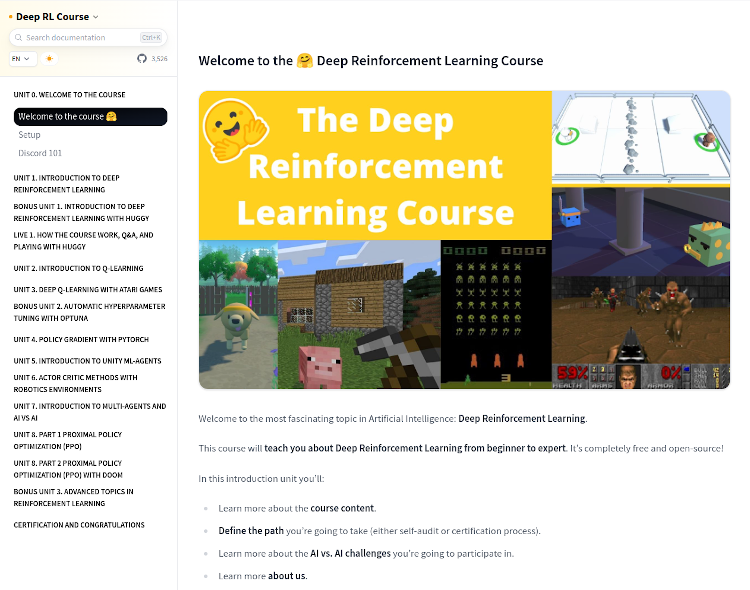 Deep RL Course
Search documentation
Ctrl+K
EN
3,526
UNIT 0. WELCOME TO THE COURSE
Welcome to the course 🤗
Setup
Discord 101
UNIT 1. INTRODUCTION TO DEEP
REINFORCEMENT LEARNING
BONUS UNIT 1. INTRODUCTION TO DEEP
REINFORCEMENT LEARNING WITH HUGGY
LIVE 1. HOW THE COURSE WORK, Q&A, AND
PLAYING WITH HUGGY
UNIT 2. INTRODUCTION TO Q-LEARNING
UNIT 3. DEEP Q-LEARNING WITH ATARI GAMES
BONUS UNIT 2. AUTOMATIC HYPERPARAMETER
TUNING WITH OPTUNA
UNIT 4. POLICY GRADIENT WITH PYTORCH
UNIT 5. INTRODUCTION TO UNITY ML-AGENTS
UNIT 6. ACTOR CRITIC METHODS WITH
ROBOTICS ENVIRONMENTS
UNIT 7. INTRODUCTION TO MULTI-AGENTS AND
AI VS AI
UNIT 8. PART 1 PROXIMAL POLICY
OPTIMIZATION (PPO)
UNIT 8. PART 2 PROXIMAL POLICY
OPTIMIZATION (PPO) WITH DOOM
BONUS UNIT 3. ADVANCED TOPICS IN
REINFORCEMENT LEARNING
CERTIFICATION AND CONGRATULATIONS
Welcome to the 🤗 Deep Reinforcement Learning Course
The Deep
Reinforcement
Learning Course
3
59% 0%
HEALTH ARMS ARMOR
Welcome to the most fascinating topic in Artificial Intelligence: Deep Reinforcement Learning.
This course will teach you about Deep Reinforcement Learning from beginner to expert. It's completely free and open-source!
In this introduction unit you'll:
Learn more about the course content.
Define the path you're going to take (either self-audit or certification process).
Learn more about the AI vs. AI challenges you're going to participate in.
Learn more about us.